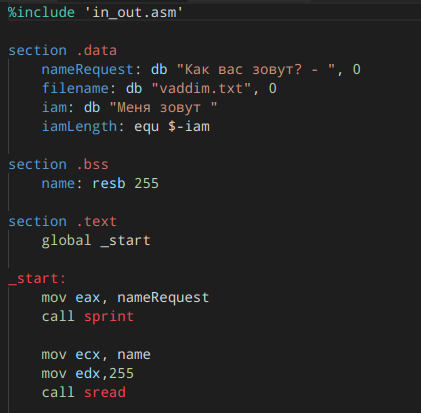 %include 'in_out.asm'
section .data
nameRequest: db "Как вас зовут? - ", 0
filename: db "vaddim.txt", 0
iam: db "Меня зовут "
iamLength: equ $-iam
section .bss
name: resb 255
section .text
global _start
_start:
mov eax, nameRequest
call sprint
mov ecx, name
mov edx,255
call sread